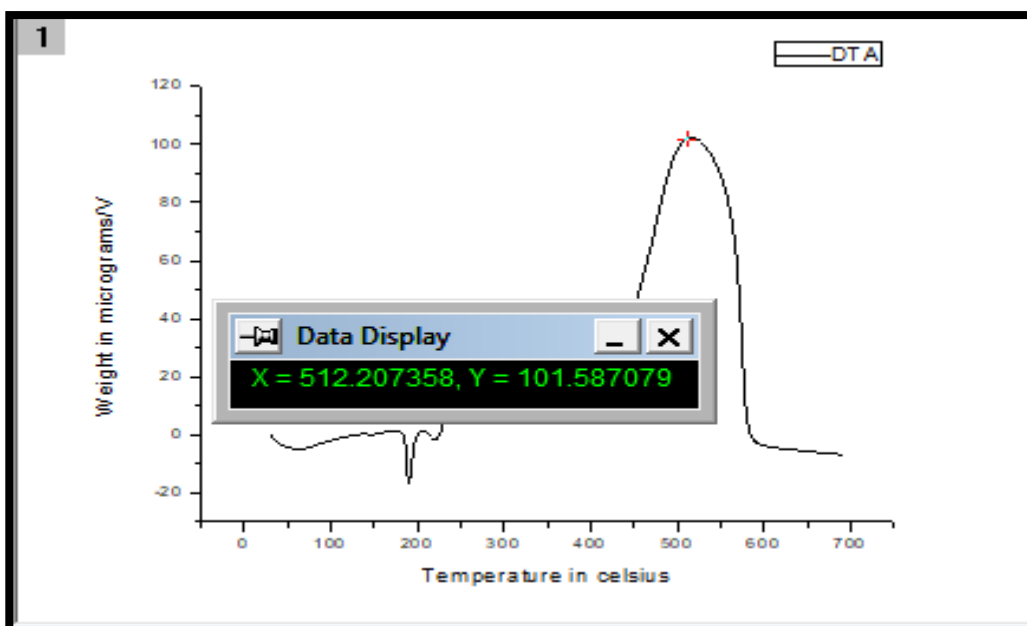 1
DTA
120
100
80
60
40
20
0
-20
Weight in micrograms/V
Data Display
X = 512.207358, Y = 101.587079
0 100 200 300 400 500 600 700
Temperature in celsius